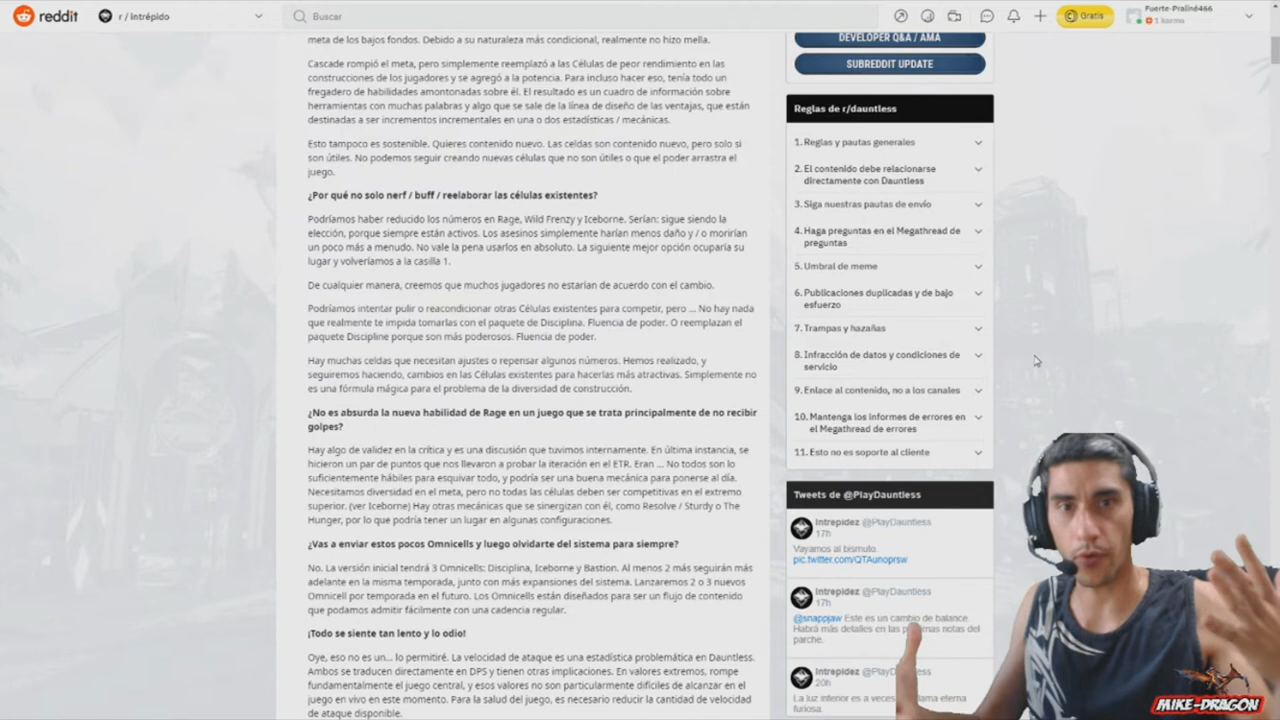 reddit
r / Intrépido
Buscar
Gratis
Fuerte-Praliné466
1 karma
meta de los bajos fondos. Debido a su naturaleza más condicional, realmente no hizo mella.
Cascade rompió el meta, pero simplemente reemplazó a las Células de peor rendimiento en las
construcciones de los jugadores y se agregó a la potencia. Para incluso hacer eso, tenía todo un
fregadero de habilidades amontonadas sobre él. El resultado es un cuadro de información sobre
herramientas con muchas palabras y algo que se sale de la línea de diseño de las ventajas, que están
destinadas a ser incrementos incrementales en una o dos estadísticas / mecánicas.
Esto tampoco es sostenible. Quieres contenido nuevo. Las celdas son contenido nuevo, pero solo si
son útiles. No podemos seguir creando nuevas células que no son útiles o que el poder arrastra el
juego.
¿Por qué no solo nerf / buff / reelaborar las células existentes?
Podríamos haber reducido los números en Rage, Wild Frenzy y Iceborne. Serían: sigue siendo la
elección, porque siempre están activos. Los asesinos simplemente harían menos daño y / o morirían
un poco más a menudo. No vale la pena usarlos en absoluto. La siguiente mejor opción ocuparía su
lugar y volveríamos a la casilla 1.
De cualquier manera, creemos que muchos jugadores no estarían de acuerdo con el cambio.
Podríamos intentar pulir o reacondicionar otras Células existentes para competir, pero ... No hay nada
que realmente te impida tomarlas con el paquete de Disciplina. Fluencia de poder. O reemplazan el
paquete Discipline porque son más poderosos. Fluencia de poder.
Hay muchas celdas que necesitan ajustes o repensar algunos números. Hemos realizado, y
seguiremos haciendo, cambios en las Células existentes para hacerlas más atractivas. Simplemente no
es una fórmula mágica para el problema de la diversidad de construcción.
¿No es absurda la nueva habilidad de Rage en un juego que se trata principalmente de no recibir
golpes?
Hay algo de validez en la crítica y es una discusión que tuvimos internamente. En última instancia, se
hicieron un par de puntos que nos llevaron a probar la iteración en el ETR. Eran ... No todos son lo
suficientemente hábiles para esquivar todo, y podría ser una buena mecánica para ponerse al día.
Necesitamos diversidad en el meta, pero no todas las células deben ser competitivas en el extremo
superior. (ver Iceborne) Hay otras mecánicas que se sinergizan con él, como Resolve / Sturdy o The
Hunger, por lo que podría tener un lugar en algunas configuraciones.
¿Vas a enviar estos pocos Omnicells y luego olvidarte del sistema para siempre?
No. La versión inicial tendrá 3 Omnicells: Disciplina, Iceborne y Bastion. Al menos 2 más seguirán más
adelante en la misma temporada, junto con más expansiones del sistema. Lanzaremos 2 o 3 nuevos
Omnicell por temporada en el futuro. Los Omnicells están diseñados para ser un flujo de contenido
que podamos admitir fácilmente con una cadencia regular.
¡Todo se siente tan lento y lo odio!
Oye, eso no es un... lo permitiré. La velocidad de ataque es una estadística problemática en Dauntless.
Ambos se traducen directamente en DPS y tienen otras implicaciones. En valores extremos, rompe
fundamentalmente el juego central, y esos valores no son particularmente difíciles de alcanzar en el
juego en vivo en este momento. Para la salud del juego, es necesario reducir la cantidad de velocidad
de ataque disponible.
DEVELOPER Q&A / AMA
SUBREDDIT UPDATE
Reglas de r/dauntless
1. Reglas y pautas generales
2. El contenido debe relacionarse
directamente con Dauntless
3. Siga nuestras pautas de envío
4. Haga preguntas en el Megathread de
preguntas
5. Umbral de meme
6. Publicaciones duplicadas y de bajo
esfuerzo
7. Trampas y hazañas
8. Infracción de datos y condiciones de
servicio
9. Enlace al contenido, no a los canales
10. Mantenga los informes de errores en
el Megathread de errores
11. Esto no es soporte al cliente
Tweets de @PlayDauntless
Intrepidez @PlayDauntless
17h
Vayamos al bismuto.
pic.twitter.com/QTAunoprsw
Intrepidez @PlayDauntless
17h
@snappjaw Este es un cambio de balance.
Habrá más detalles en las próximas notas del
parche.
Intrepidez @PlayDauntless
20h
La luz interior es a veces llama eterna
furiosa.
MIKE-DRAGON